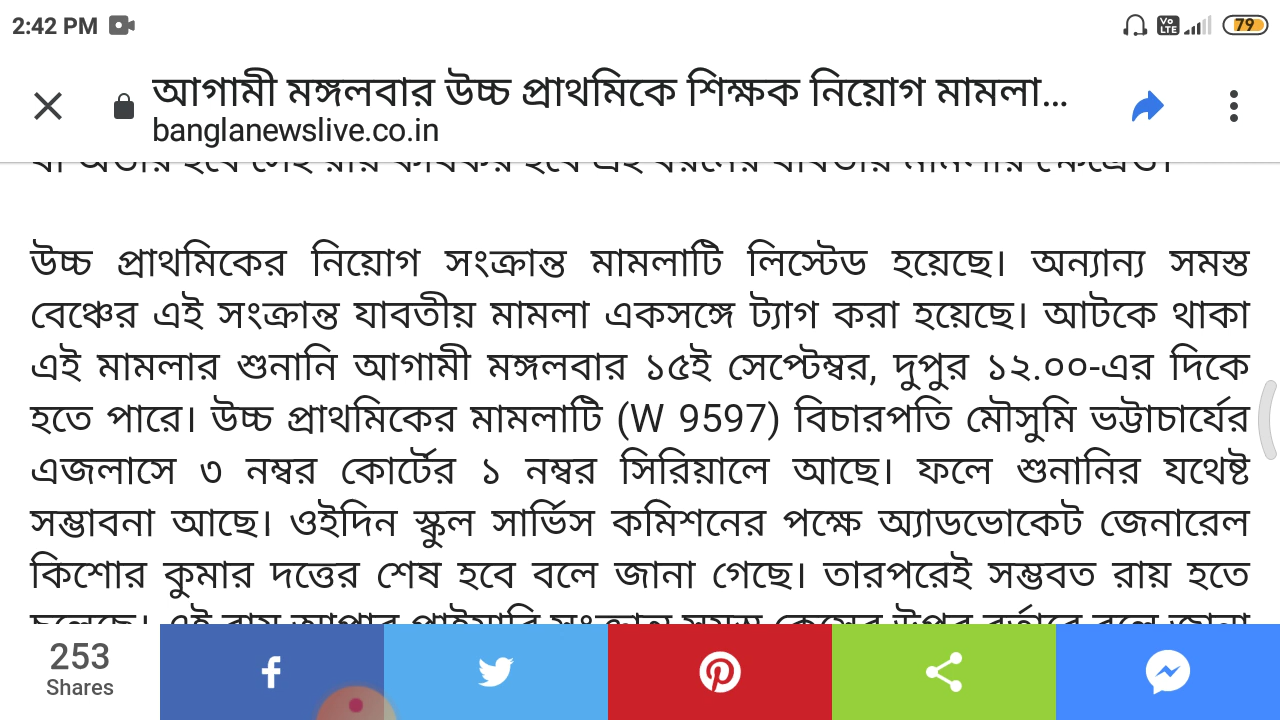 2:42 PM
Vo LTE
79
আগামী মঙ্গলবার উচ্চ প্রাথমিকে শিক্ষক নিয়োগ মামলা...
banglanewslive.co.in
উচ্চ প্রাথমিকের নিয়োগ সংক্রান্ত মামলাটি লিস্টেড হয়েছে। অন্যান্য সমস্ত
বেঞ্চের এই সংক্রান্ত যাবতীয় মামলা একসঙ্গে ট্যাগ করা হয়েছে। আটকে থাকা
এই মামলার শুনানি আগামী মঙ্গলবার ১৫ই সেপ্টেম্বর, দুপুর ১২.০০-এর দিকে
হতে পারে। উচ্চ প্রাথমিকের মামলাটি (W 9597) বিচারপতি মৌসুমি ভট্টাচার্যের
এজলাসে ৩ নম্বর কোর্টের ১ নম্বর সিরিয়ালে আছে। ফলে শুনানির যথেষ্ট
সম্ভাবনা আছে। ওইদিন স্কুল সার্ভিস কমিশনের পক্ষে অ্যাডভোকেট জেনারেল
কিশোর কুমার দত্তের শেষ হবে বলে জানা গেছে। তারপরেই সম্ভবত রায় হতে
253
Shares